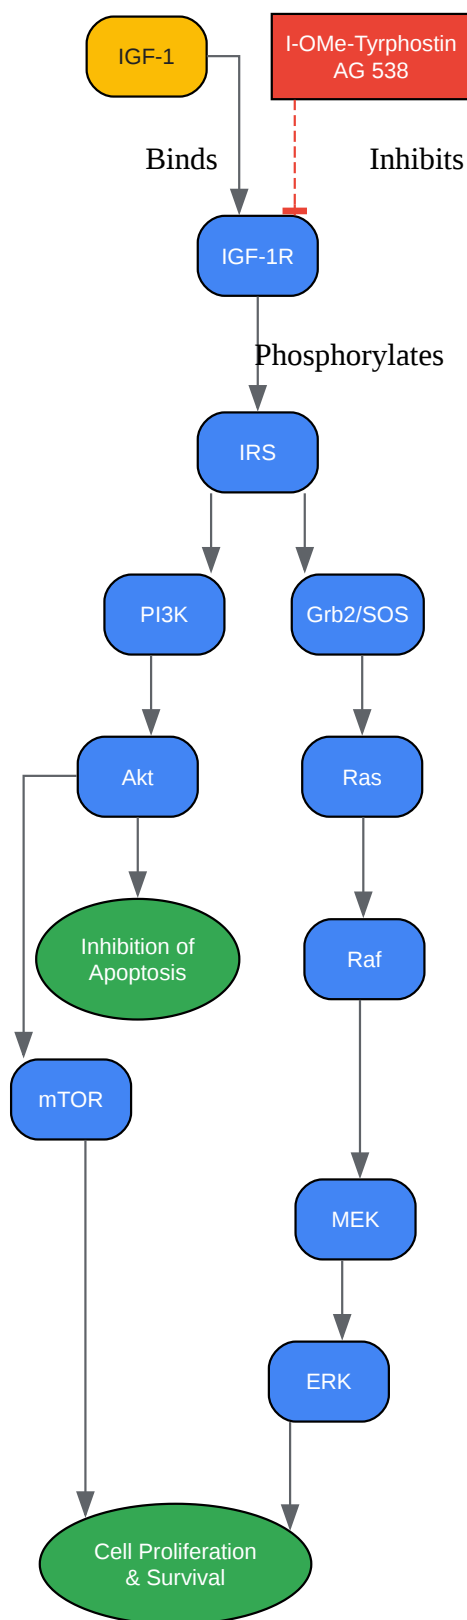 IGF-1
I-OMe-Tyrphostin
AG 538
Binds
Inhibits
IGF-1R
Phosphorylates
IRS
PI3K
Grb2/SOS
Akt
Ras
Inhibition of
Apoptosis
Raf
mTOR
MEK
ERK
Cell Proliferation
& Survival